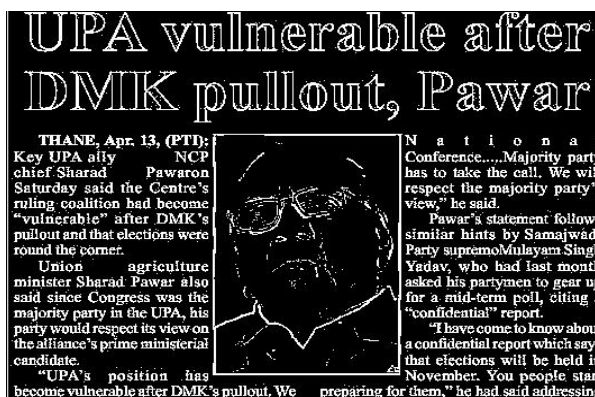 UPA vulnerable after
DMK pullout, Pawar
THANE, Apr. 13, (PTI):
Key UPA ally NCP
chief Sharad Pawaron
Saturday said the Centre's
ruling coalition had become
“vulnerable” after DMK's
pullout and that elections were
round the corner.
Union agriculture
minister Sharad Pawar also
said since Congress was the
majority party in the UPA, his
party would respect its view on
the alliance's prime ministerial
candidate.
“UPA's position has
become vulnerable after DMK's pullout. We
N a t i o n a
Conference.....Majority party
has to take the call. We wil
respect the majority party'
view,” he said.
Pawar's statement follow
similar hints by Samajwad
Party supremoMulayam Sing
Yadav, who had last mont
asked his partymen to gear u
for a mid-term poll, citing
“confidential” report.
“I have come to know abou
a confidential report which say
that elections will be held i
November. You people star
preparing for them,” he had said addressin